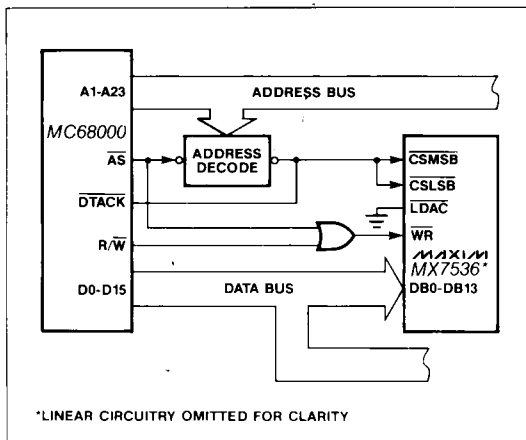 A1-A23
ADDRESS BUS
MC68000
AS
ADDRESS
DECODE
CSMSB
CSLSB
DTACK
LDAC
R/W
WR
MAXIM
MX7536*
D0-D15
DATA BUS
DB0-DB13
*LINEAR CIRCUITRY OMITTED FOR CLARITY